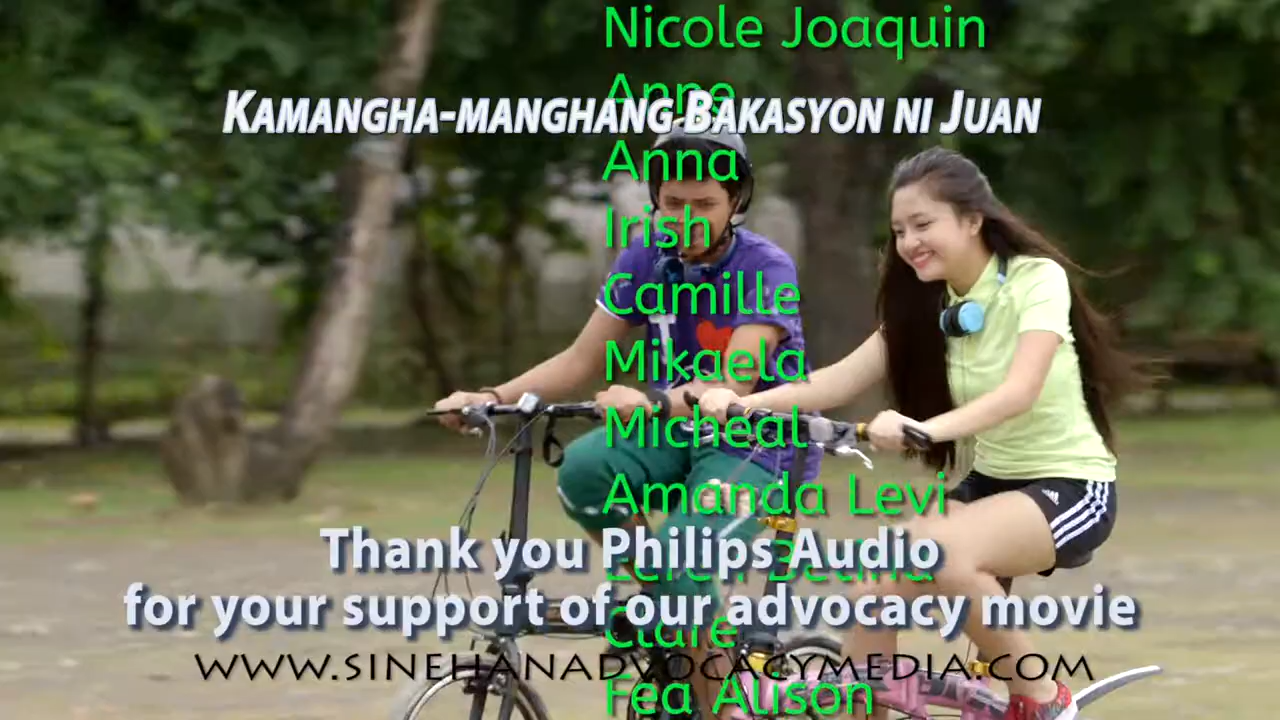 Nicole Joaquin
Anne
KAMANGHA-MANGHANG BAKASYON NI JUAN
Anna
Irish
Camille
Mikaela
Micheal
Amanda Levi
Thank you Philips Audio
for your support of our advocacy movie
Clare
WWW.SINEHANADVOCACYMEDIA.COM
Fea Alison